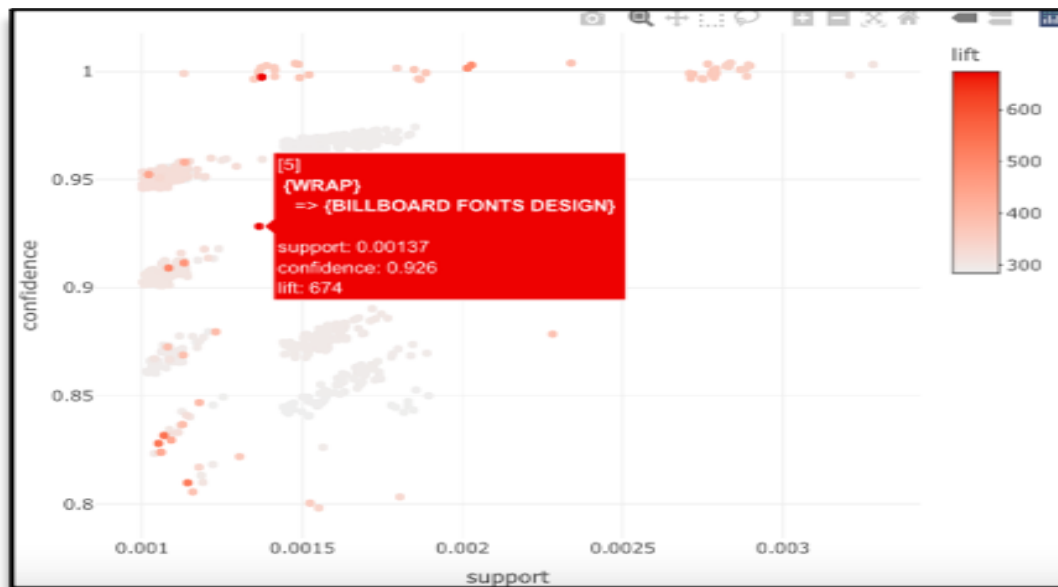 lift
1
600
[5]
{WRAP}
=> {BILLBOARD FONTS DESIGN}
support: 0.00137
confidence: 0.926
lift: 674
0.95
500
400
300
confidence
0.9
0.85
0.8
0.001
0.0015
0.002
0.0025
0.003
support